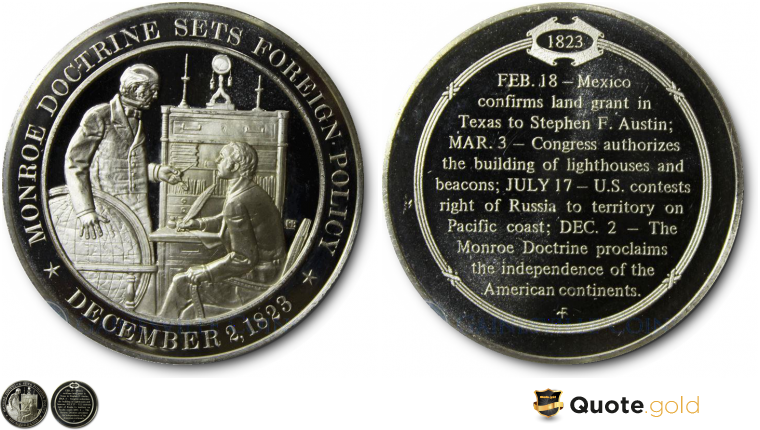 MONROE DOCTRINE SETS FOREIGN POLICY
★ DECEMBER 2, 1823 ★
1823
FEB. 18 – Mexico
confirms land grant in
Texas to Stephen F. Austin;
MAR. 3 – Congress authorizes
the building of lighthouses and
beacons; JULY 17 – U.S. contests
right of Russia to territory on
Pacific coast; DEC. 2 – The
Monroe Doctrine proclaims
the independence of the
American continents.
Quote.gold